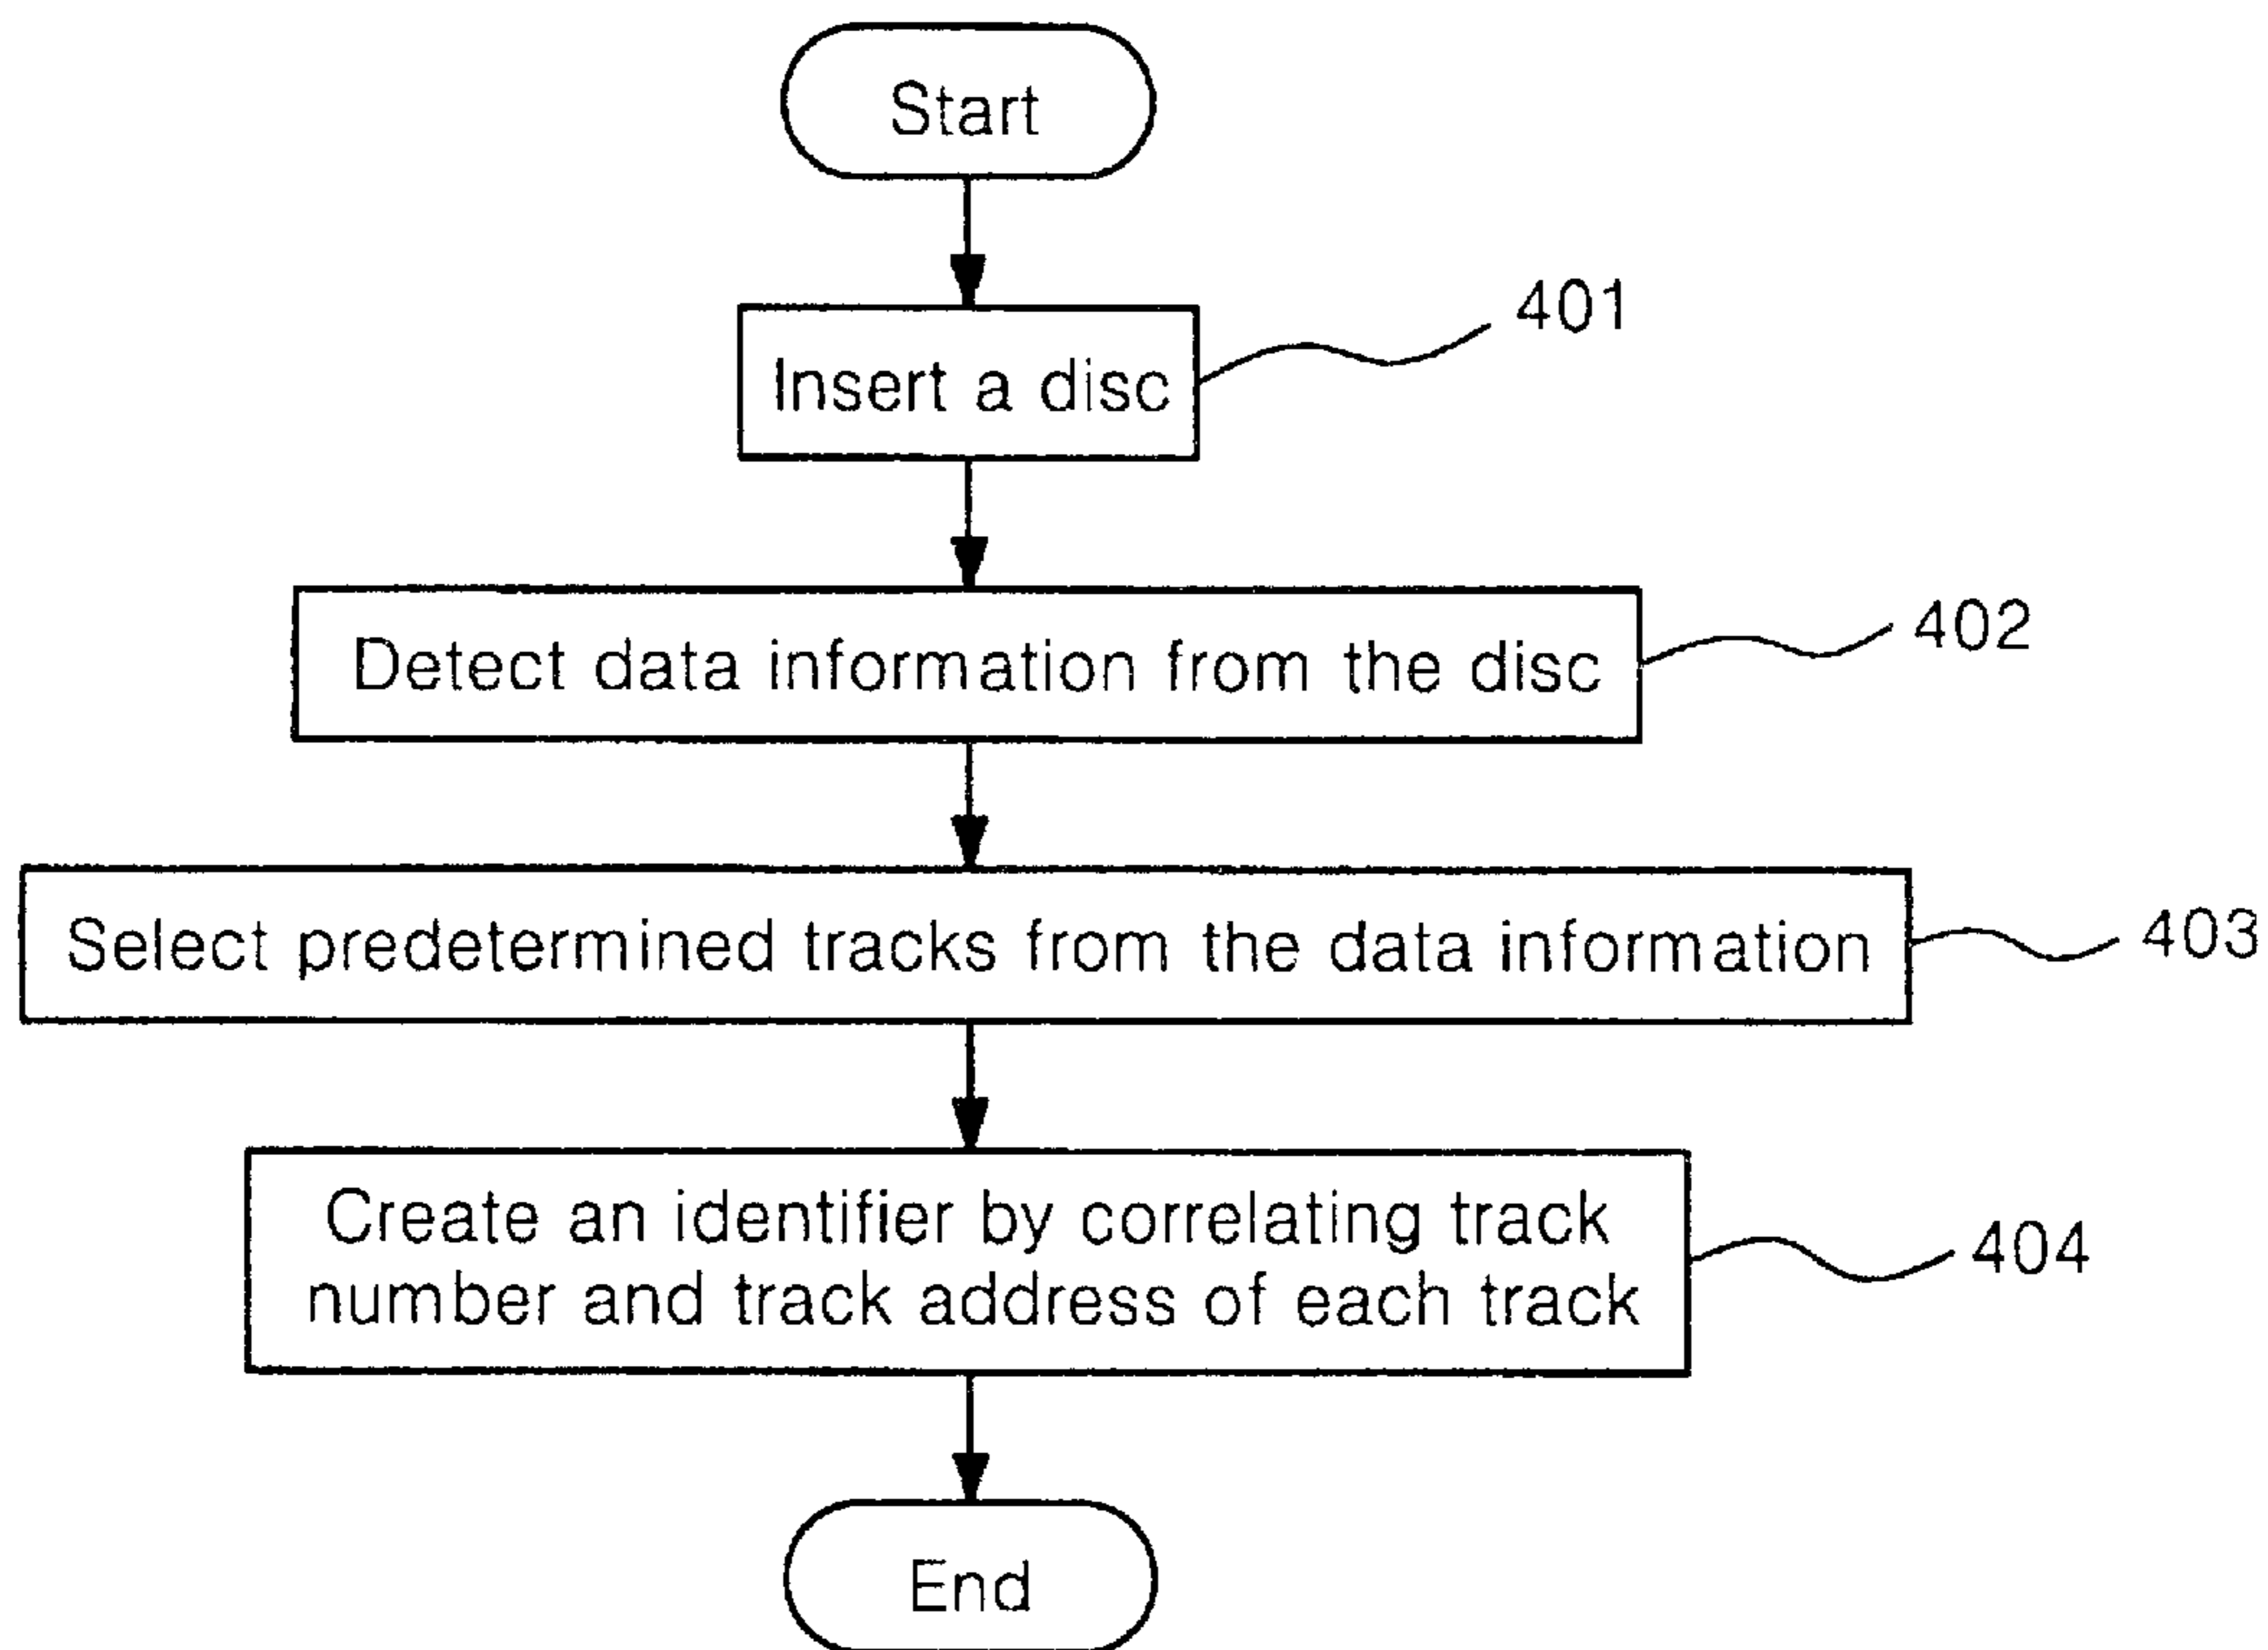 Start
401
Insert a disc
402
Detect data information from the disc
403
Select predetermined tracks from the data information
Create an identifier by correlating track
404
number and track address of each track
End